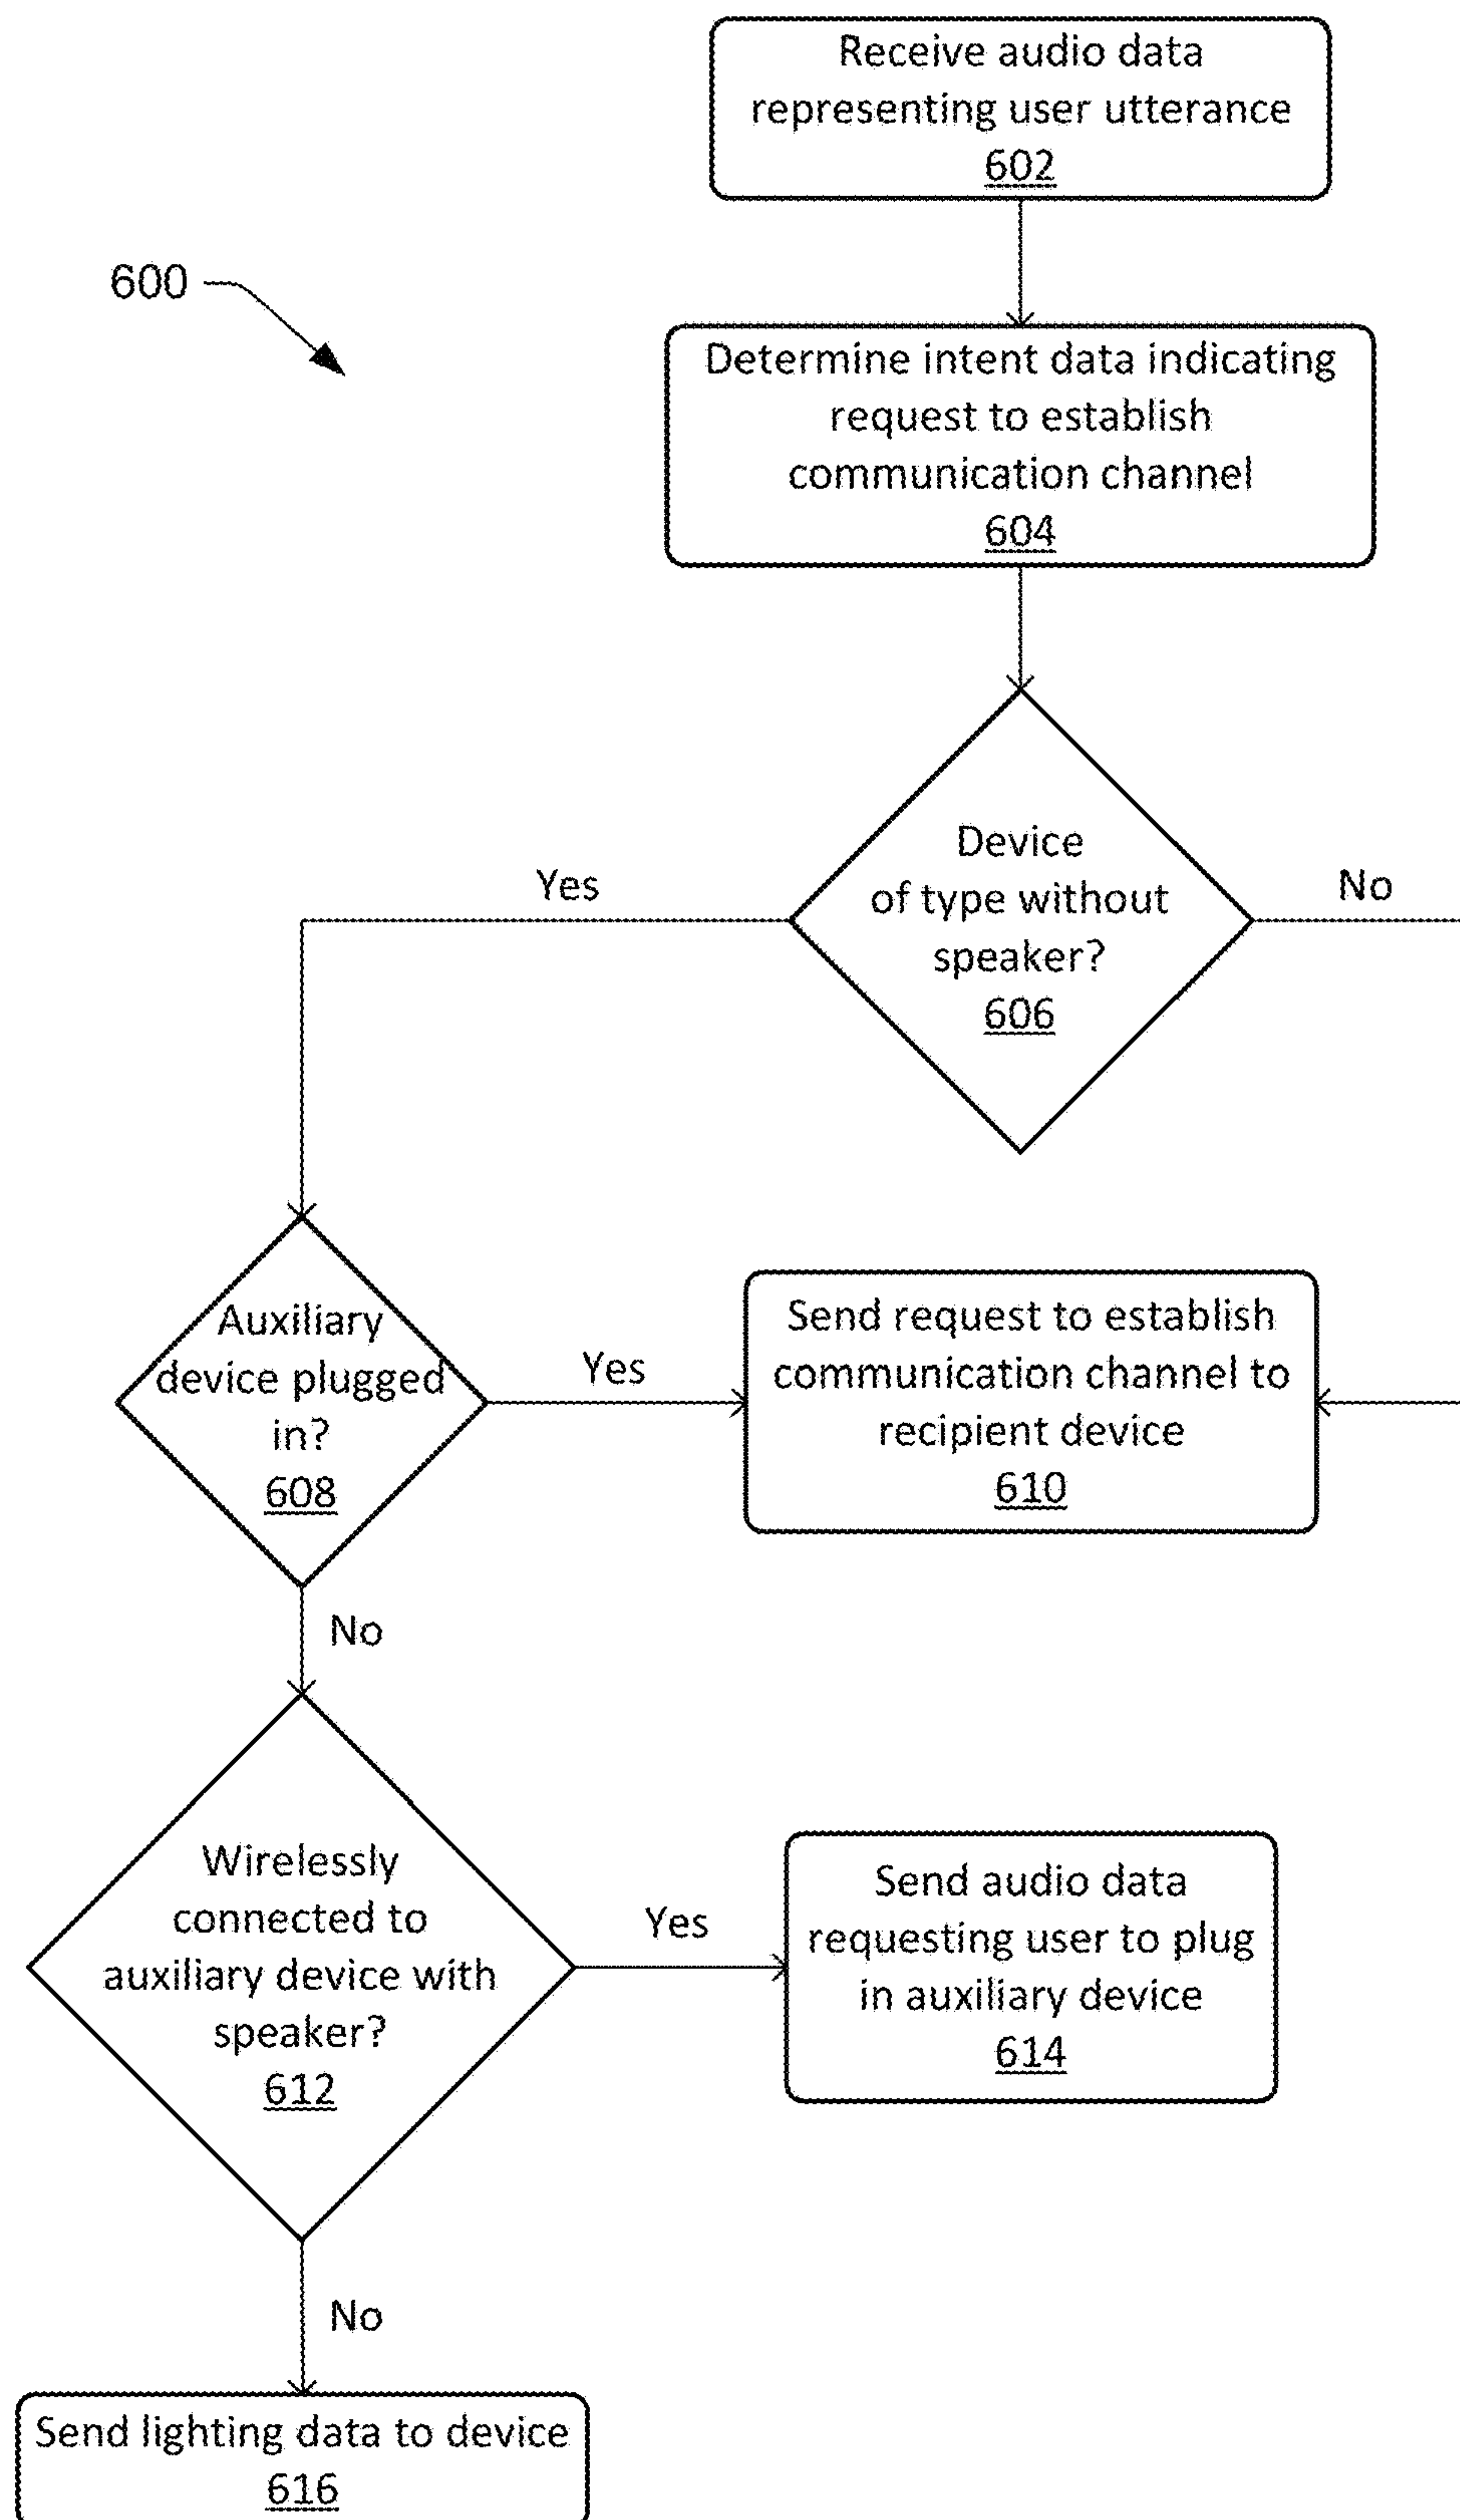 Receive audio data
representing user utterance
602
600
Determine intent data indicating
request to establish
communication channel
604
Device
of type without
speaker?
606
Yes
No
Auxiliary
device plugged
in?
608
Yes
Send request to establish
communication channel to
recipient device
610
No
Wirelessly
connected to
auxiliary device with
speaker?
612
Yes
Send audio data
requesting user to plug
in auxiliary device
614
No
Send lighting data to device
616